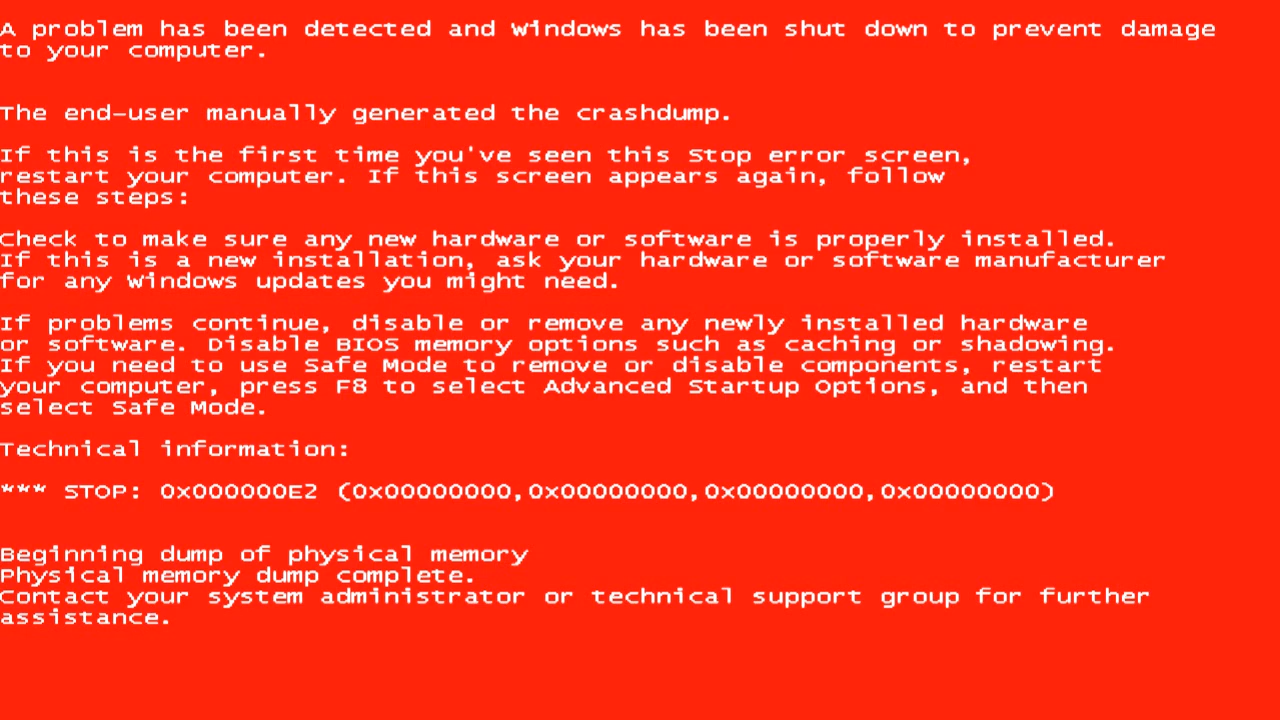 A problem has been detected and Windows has been shut down to prevent damage
to your computer.
The end-user manually generated the crashdump.
If this is the first time you've seen this Stop error screen,
restart your computer. If this screen appears again, follow
these steps:
Check to make sure any new hardware or software is properly installed.
If this is a new installation, ask your hardware or software manufacturer
for any Windows updates you might need.
If problems continue, disable or remove any newly installed hardware
or software. Disable BIOS memory options such as caching or shadowing.
If you need to use Safe Mode to remove or disable components, restart
your computer, press F8 to select Advanced Startup Options, and then
select Safe Mode.
Technical information:
*** STOP: 0x000000E2 (0x00000000,0x00000000,0x00000000,0x00000000)
Beginning dump of physical memory
Physical memory dump complete.
Contact your system administrator or technical support group for further
assistance.